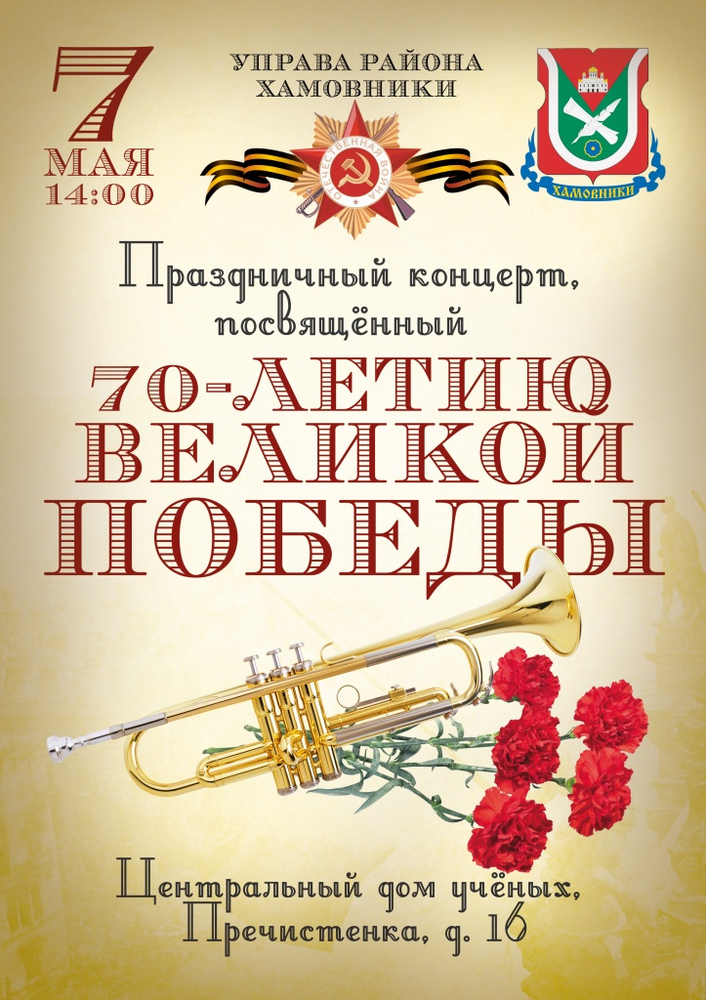 7
МАЯ
14:00
УПРАВА РАЙОНА
ХАМОВНИКИ
ОТЕЧЕСТВЕННАЯ ВОЙНА
ХАМОВНИКИ
Праздничный концерт,
посвящённый
70-ЛЕТИЮ
ВЕЛИКОЙ
ПОБЕДЫ
Центральный дом учёных,
Пречистенка, д. 16